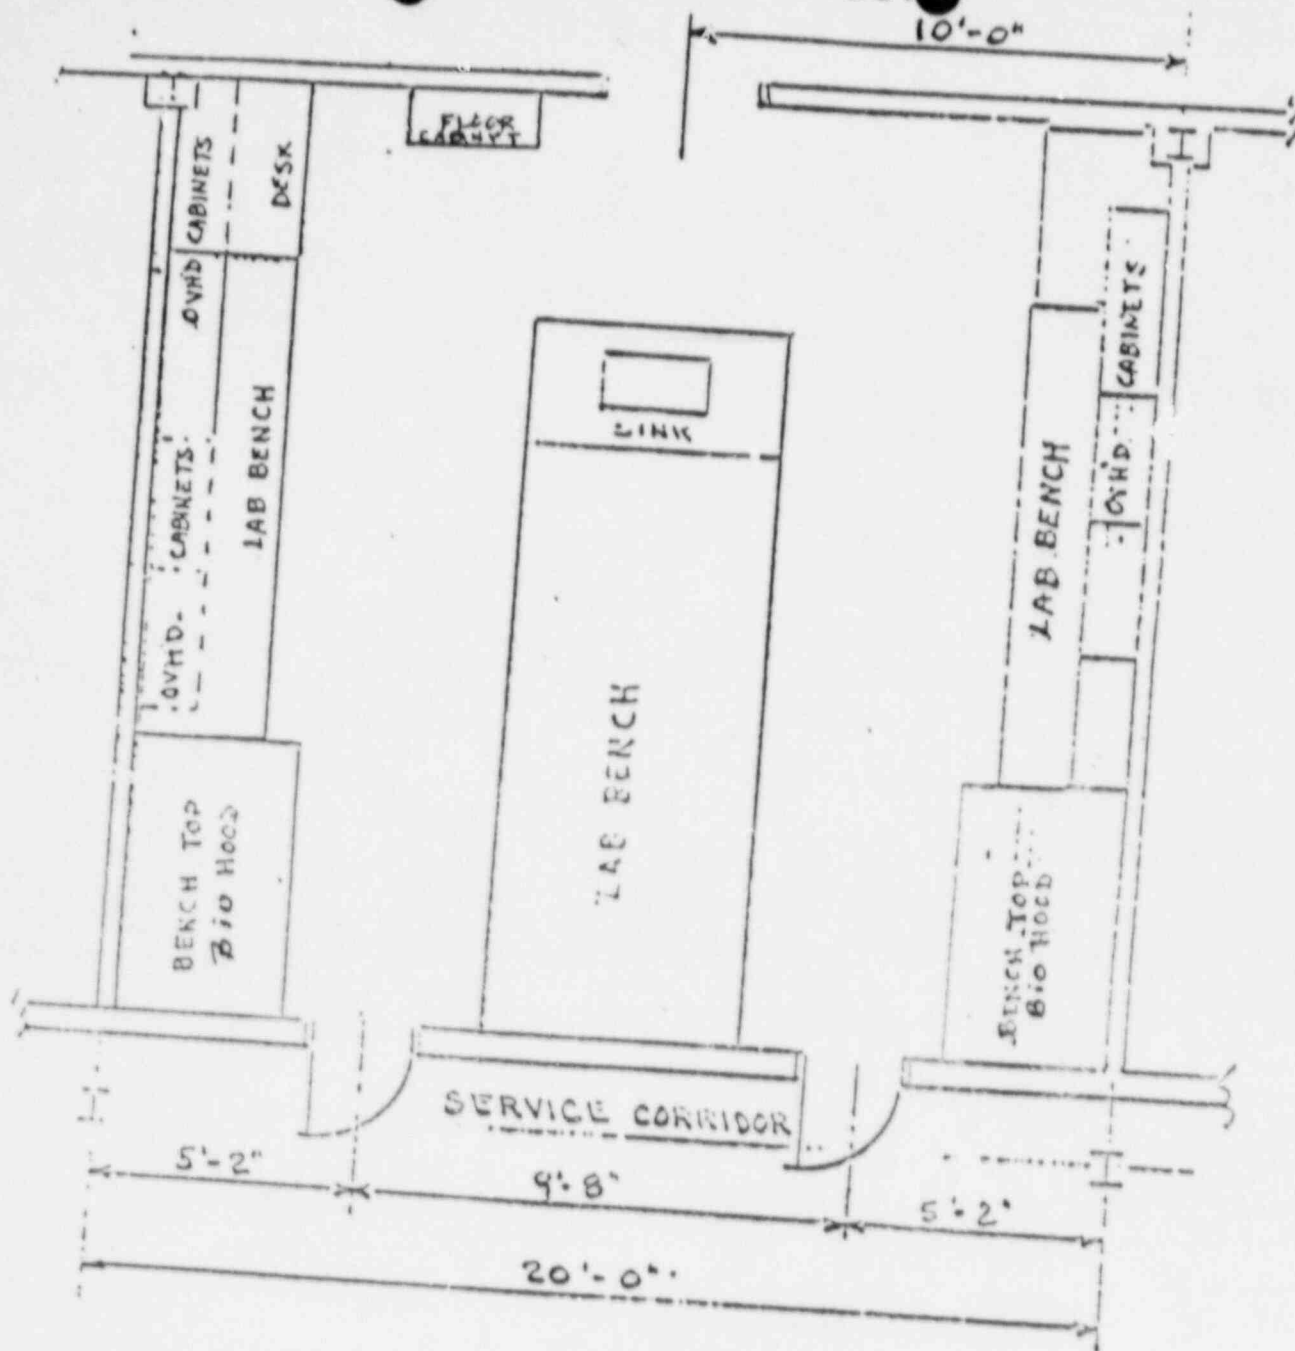 10'-0"
FLOOR
CABINET
CABINETS
DESK
OVHD
CABINETS
LAB BENCH
OVHD.
CABINETS
SINK
LAB BENCH
OVHD
LAB BENCH
BENCH TOP
BIO HOOD
BENCH TOP
BIO HOOD
SERVICE CORRIDOR
5'-2"
9'-8"
5'-2"
20'-0"